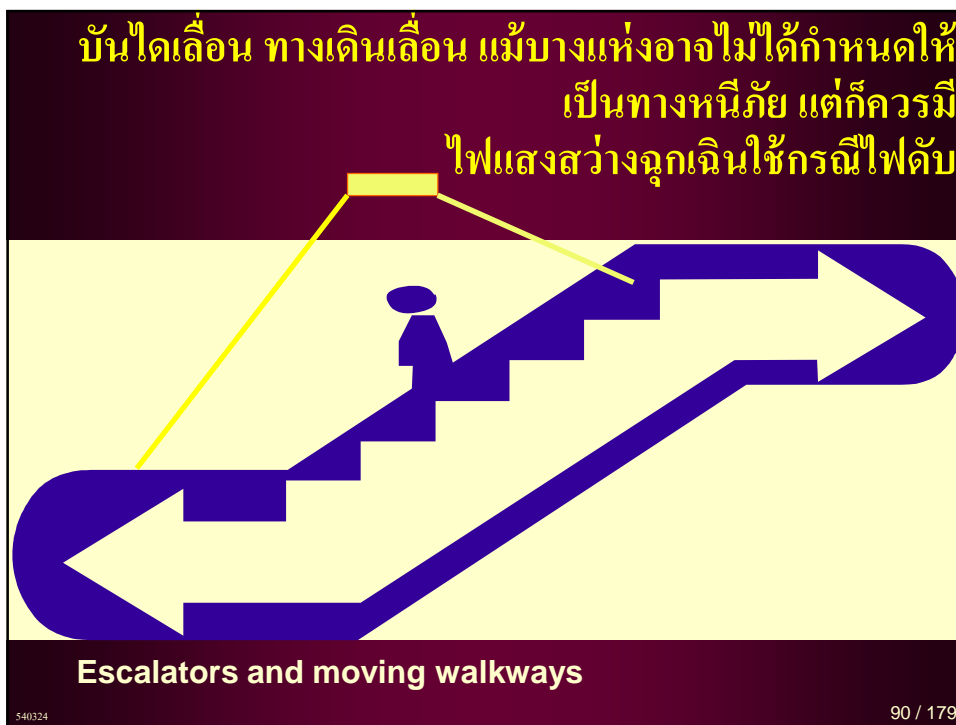 บันไดเลื่อน ทางเดินเลื่อน แม้บางแห่งอาจไม่ได้กำหนดให้
เป็นทางหนีภัย แต่ก็ควรมี
ไฟแสงสว่างฉุกเฉินใช้กรณีไฟดับ
Escalators and moving walkways
540324
90 / 179